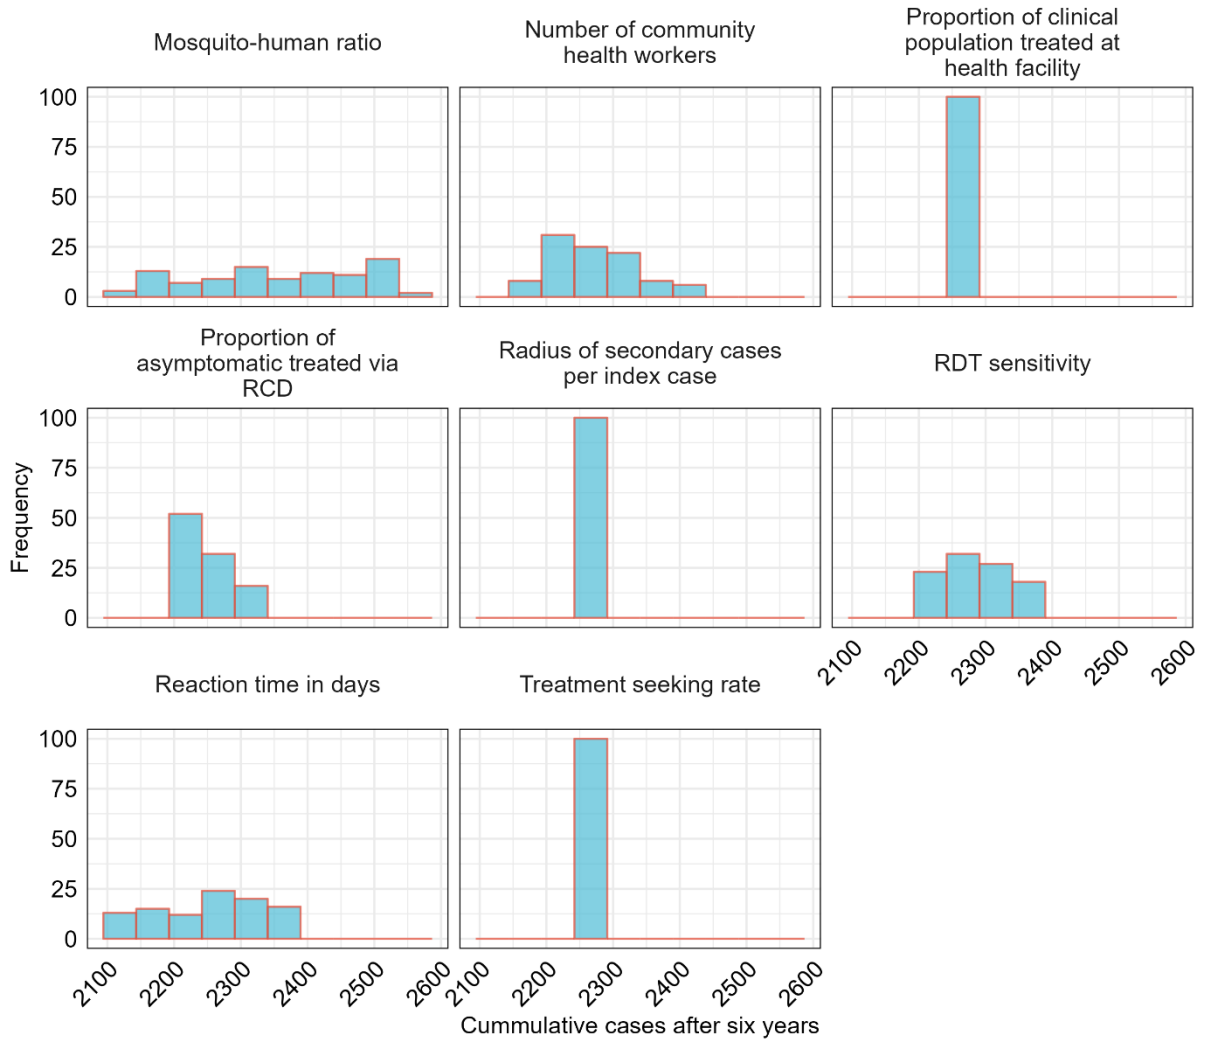 Mosquito-human ratio
Number of community
health workers
Proportion of clinical
population treated at
health facility
100
75
50
25
0
Proportion of
asymptomatic treated via
RCD
Radius of secondary cases
per index case
RDT sensitivity
100
75
50
25
0
Frequency
2100 2200 2300 2400 2500 2600
Reaction time in days
Treatment seeking rate
100
75
50
25
0
2100 2200 2300 2400 2500 2600
2100 2200 2300 2400 2500 2600
Cummulative cases after six years